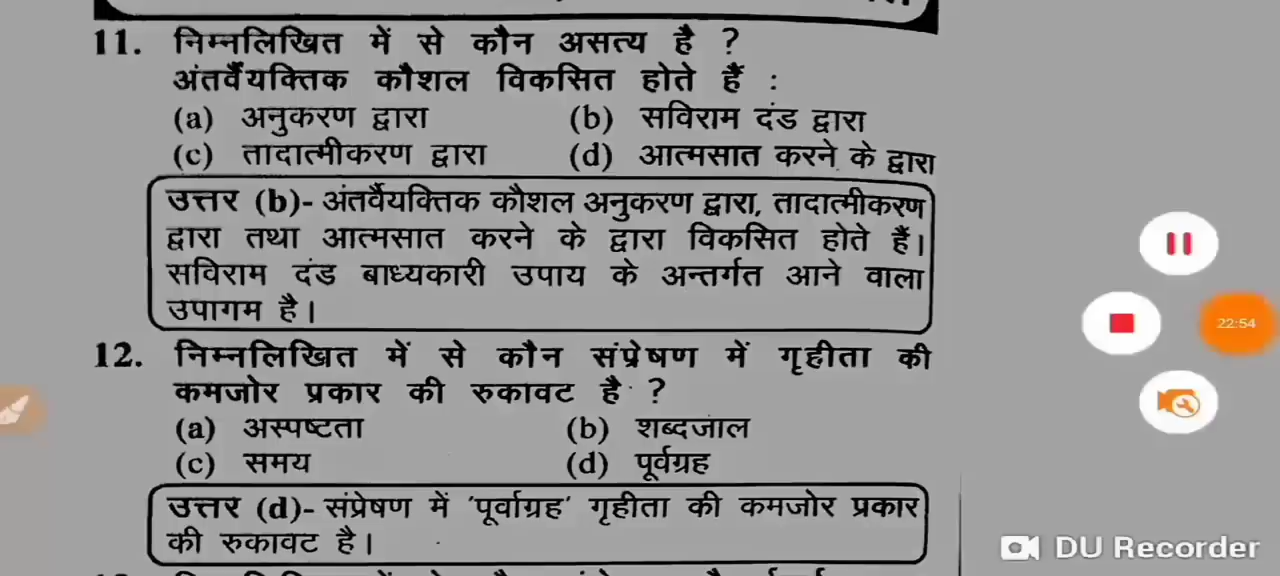 11. निम्नलिखित में से कौन असत्य है ?
अंतर्वैयक्तिक कौशल विकसित होते हैं :
(a) अनुकरण द्वारा (b) सविराम दंड द्वारा
(c) तादात्मीकरण द्वारा (d) आत्मसात करने के द्वारा
उत्तर (b)- अंतर्वैयक्तिक कौशल अनुकरण द्वारा, तादात्मीकरण
द्वारा तथा आत्मसात करने के द्वारा विकसित होते हैं।
सविराम दंड बाध्यकारी उपाय के अन्तर्गत आने वाला
उपागम है।
22:54
12. निम्नलिखित में से कौन संप्रेषण में गृहीता की
कमजोर प्रकार की रुकावट है ?
(a) अस्पष्टता (b) शब्दजाल
(c) समय (d) पूर्वग्रह
उत्तर (d)- संप्रेषण में 'पूर्वाग्रह' गृहीता की कमजोर प्रकार
की रुकावट है।
DU Recorder